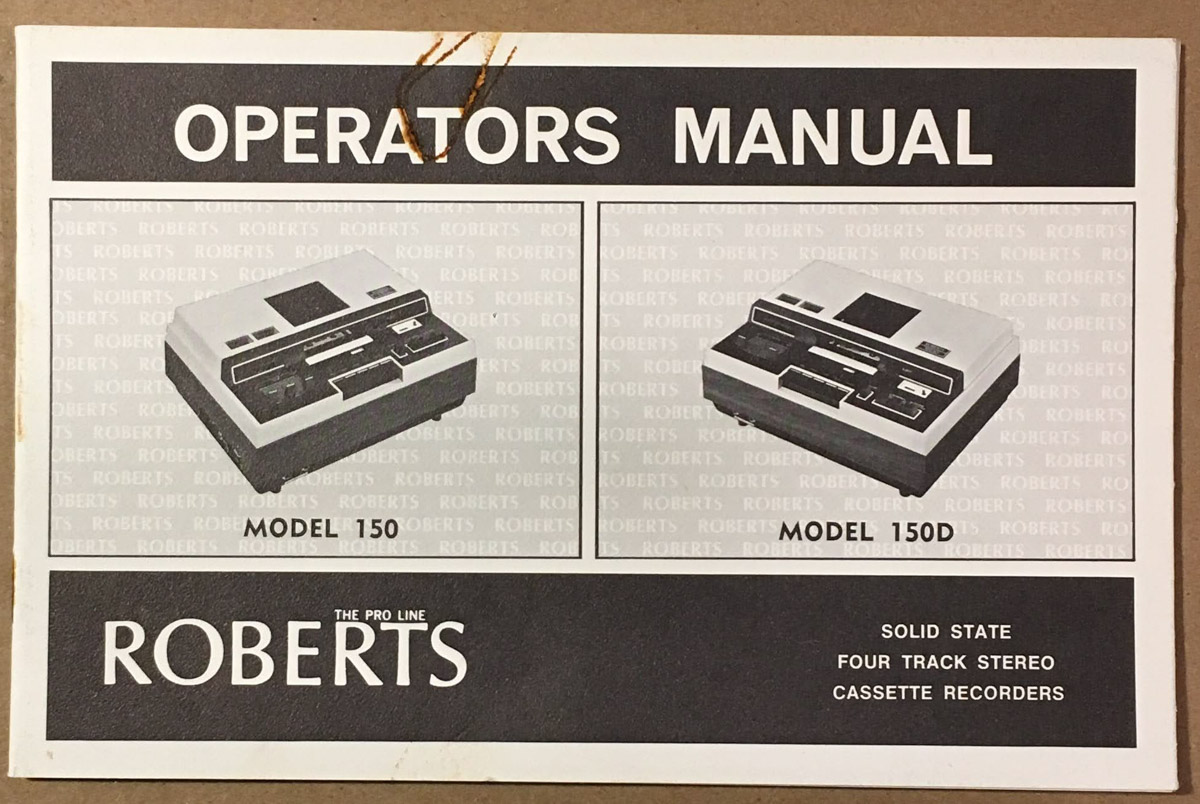 OPERATORS MANUAL
MODEL 150
MODEL 150D
THE PRO LINE
ROBERTS
SOLID STATE
FOUR TRACK STEREO
CASSETTE RECORDERS